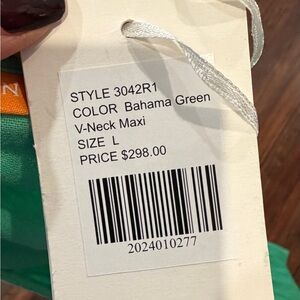 STYLE 3042R1
COLOR Bahama Green
V-Neck Maxi
SIZE L
PRICE $298.00
2024010277
N